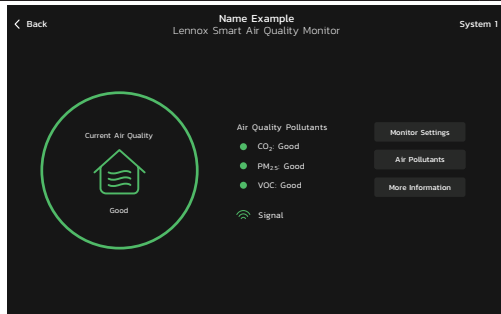 Back
Name Example
System 1
Lennox Smart Air Quality Monitor
Current Air Quality
Good
Air Quality Pollutants
CO₂: Good
PM₂.₅: Good
VOC: Good
Signal
Monitor Settings
Air Pollutants
More Information